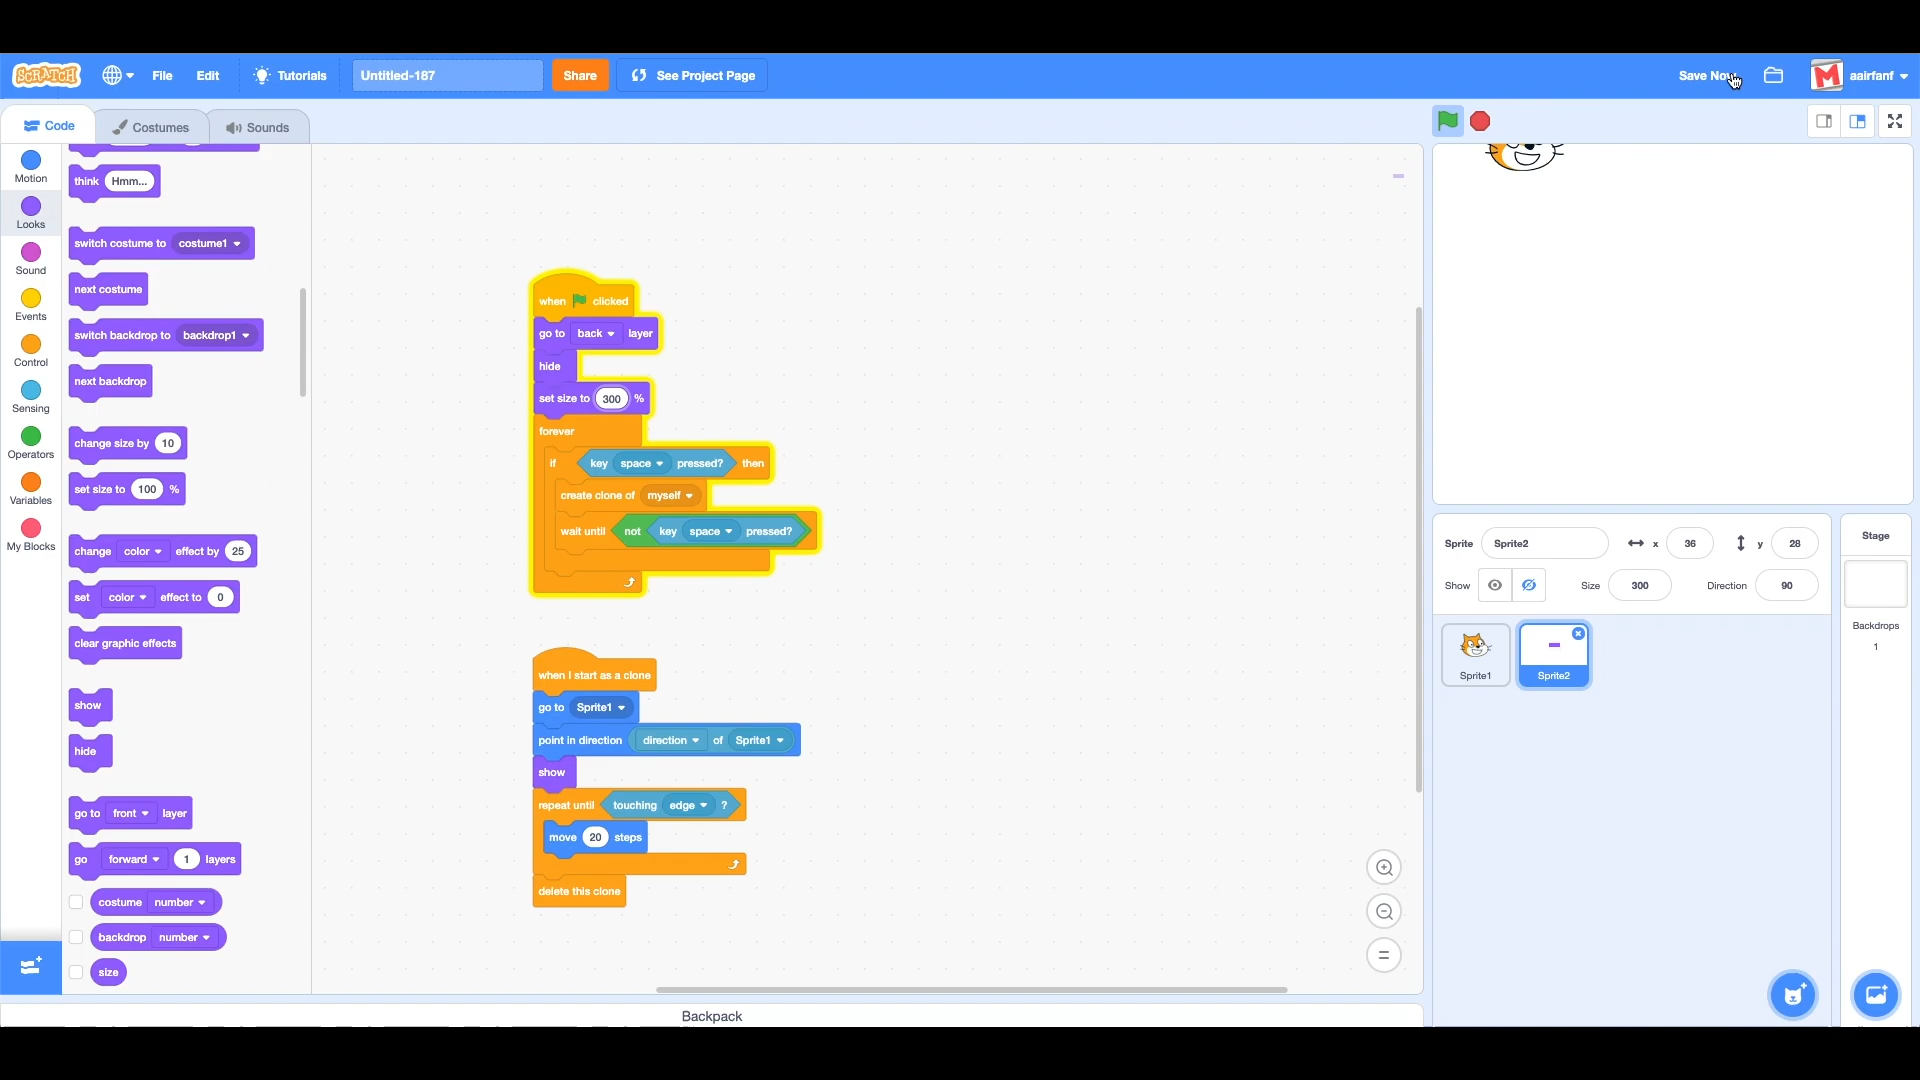 SCRATCH File Edit Tutorials Untitled-187 Share See Project Page Save Now aairfanf
Code Costumes Sounds
Motion
Looks
Sound
Events
Control
Sensing
Operators
Variables
My Blocks
think Hmm...
switch costume to costume1
next costume
switch backdrop to backdrop1
next backdrop
change size by 10
set size to 100 %
change color effect by 25
set color effect to 0
clear graphic effects
show
hide
go to front layer
go forward 1 layers
costume number
backdrop number
size
when clicked
go to back layer
hide
set size to 300 %
forever
if key space pressed? then
create clone of myself
wait until not key space pressed?
when I start as a clone
go to Sprite1
point in direction direction of Sprite1
show
repeat until touching edge ?
move 20 steps
delete this clone
Backpack
Sprite Sprite2 x 36 y 28
Show Size 300 Direction 90
Sprite1 Sprite2
Stage
Backdrops
1